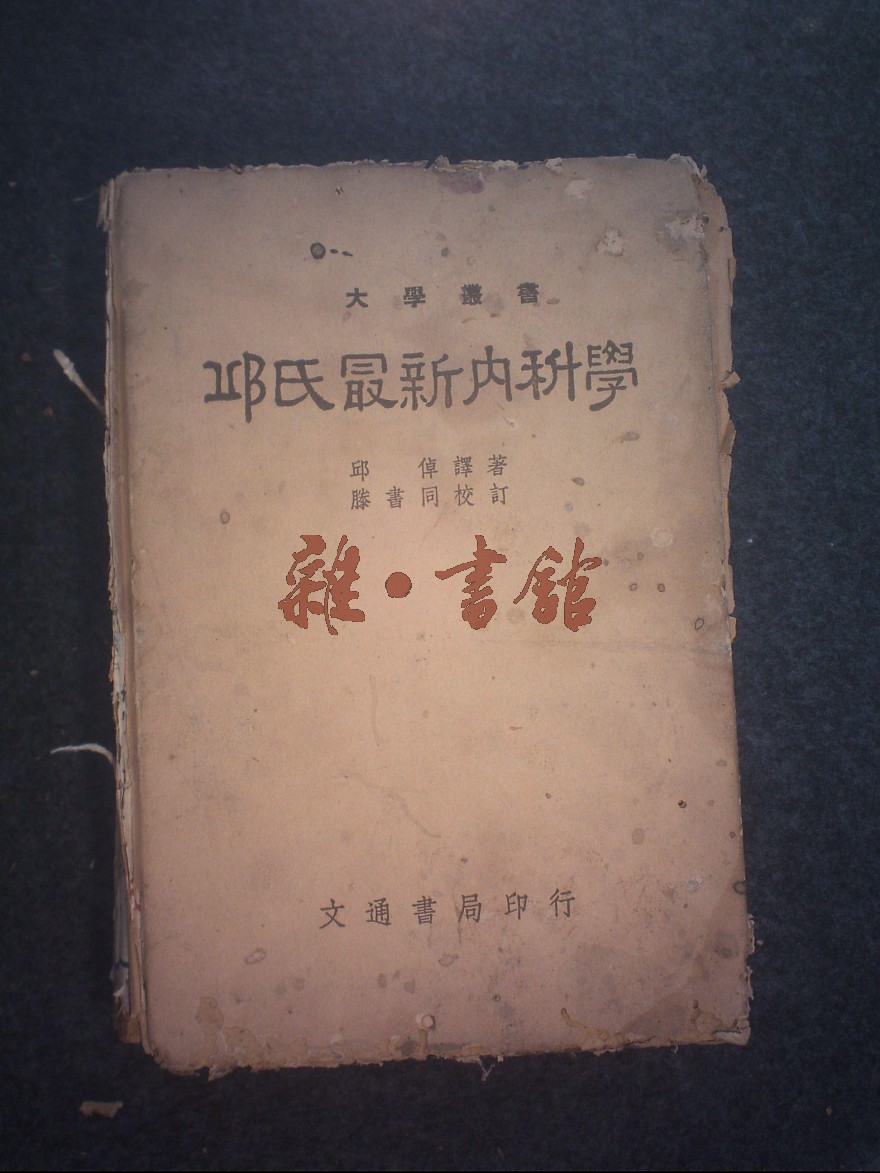 大學叢書
邱氏最新內科學
邱倬譯著
滕書同校訂
雜·書館
文通書局印行